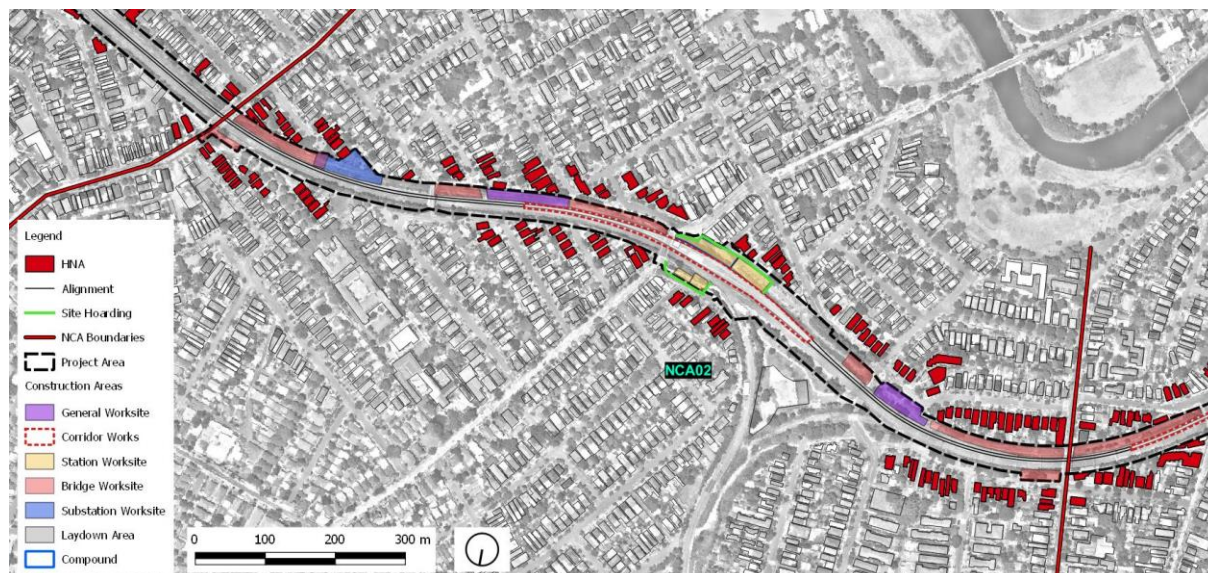 NCA02
Legend
HNA
Alignment
Site Hoarding
NCA Boundaries
Project Area
Construction Areas
General Worksite
Corridor Works
Station Worksite
Bridge Worksite
Substation Worksite
Laydown Area
Compound
0 100 200 300 m